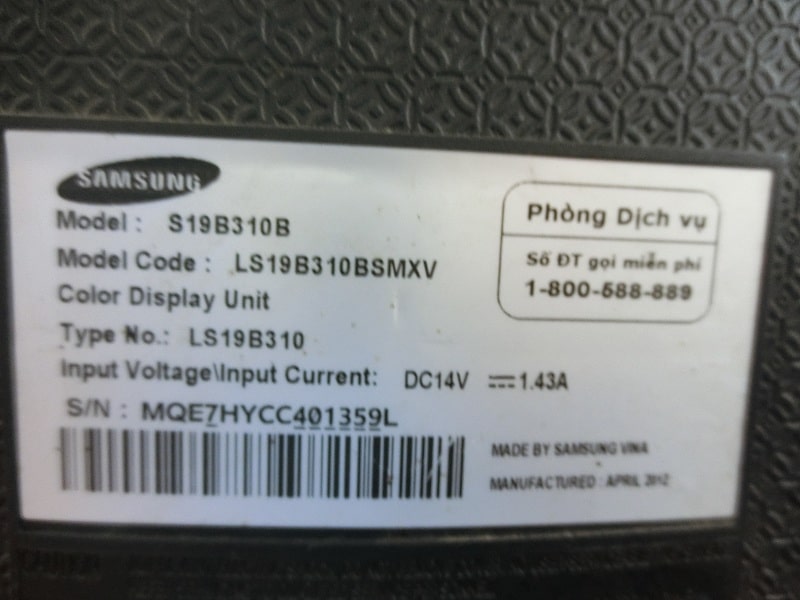 SAMSUNG
Model : S19B310B
Model Code : LS19B310BSMXV
Color Display Unit
Type No.: LS19B310
Input Voltage\Input Current: DC14V ⎓ 1.43A
S/N : MQE7HYCC401359L
Phòng Dịch vụ
Số ĐT gọi miễn phí
1-800-588-889
MADE BY SAMSUNG VINA
MANUFACTURED : APRIL 2012